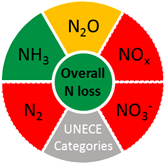 N₂O
NH₃
NOₓ
Overall
N loss
N₂
NO₃⁻
UNECE
Categories